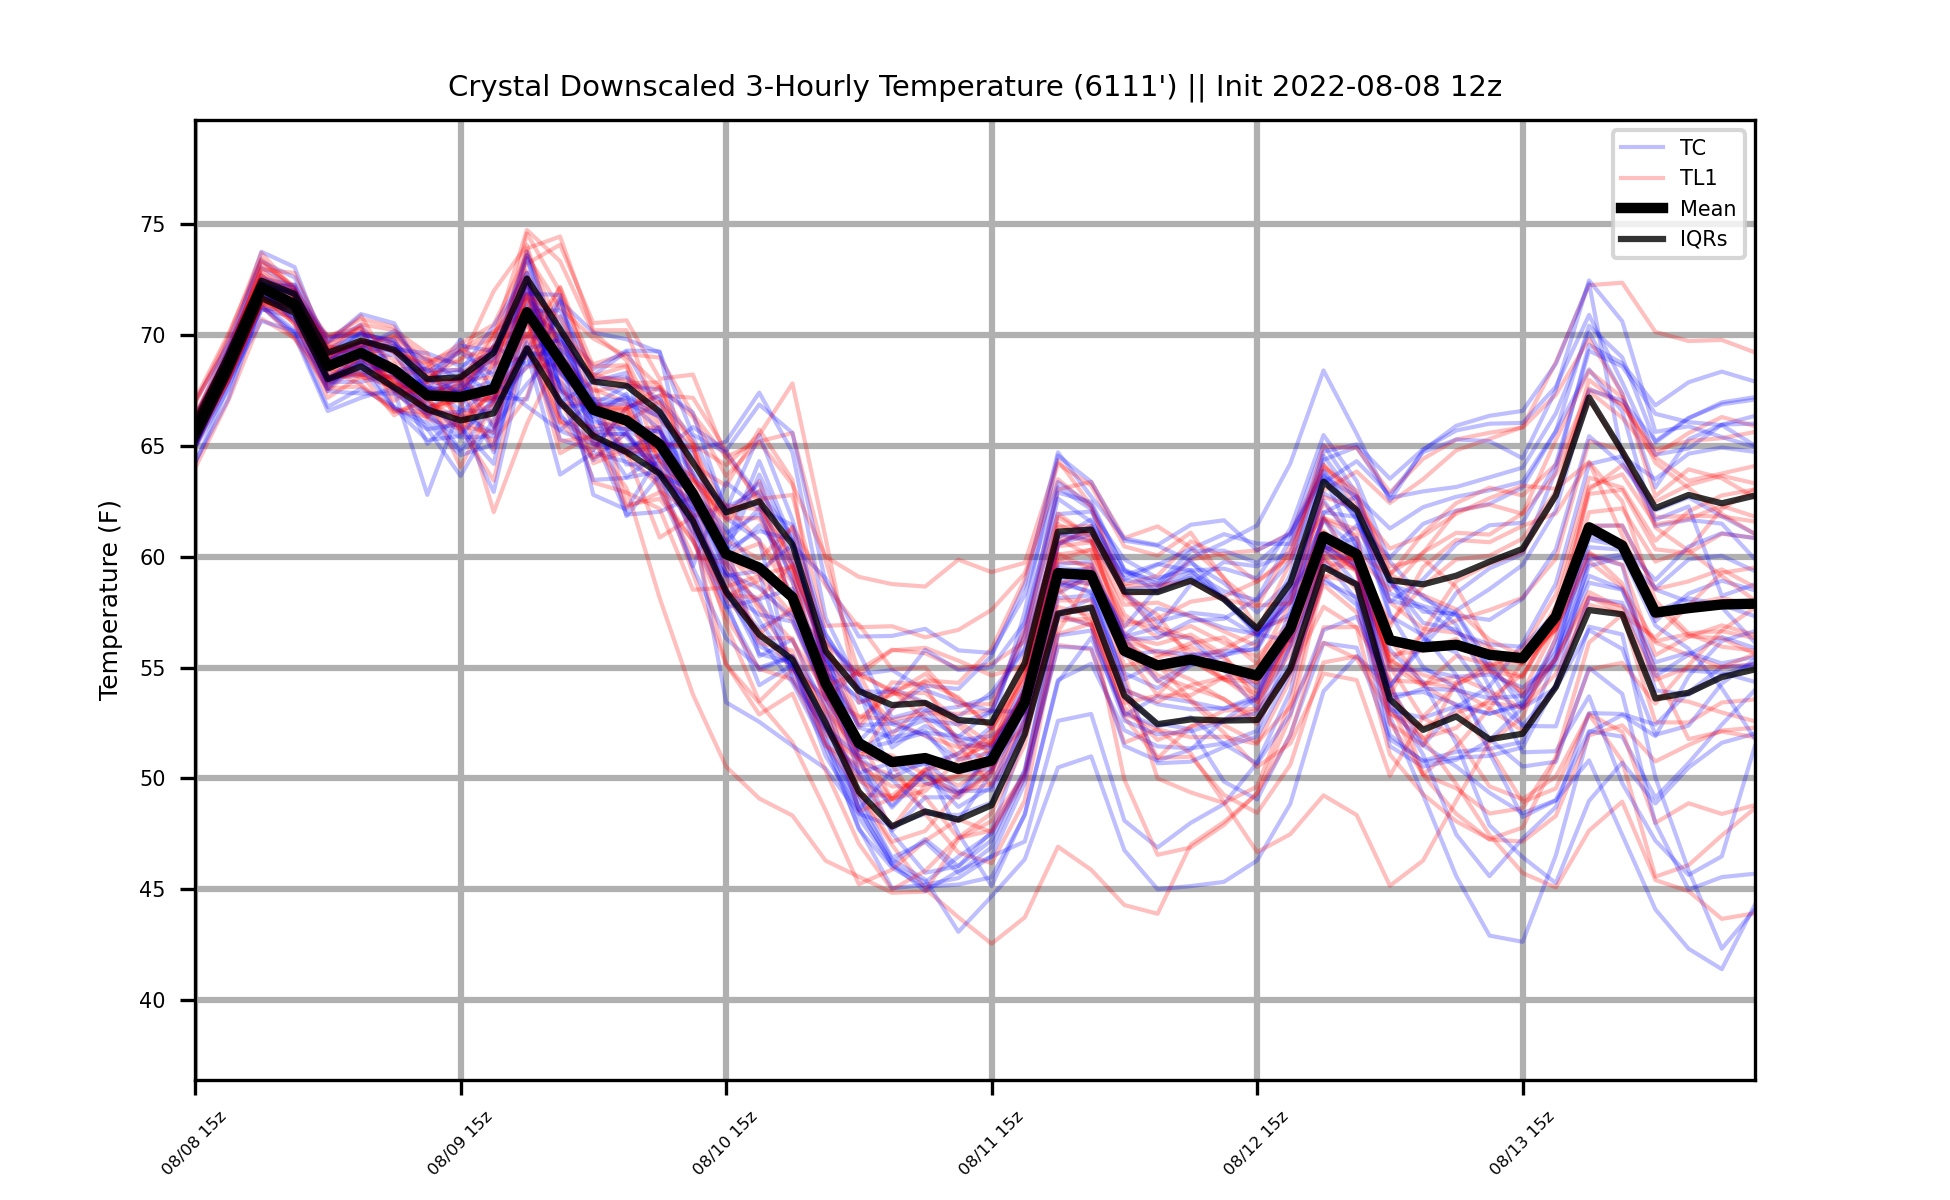 Crystal Downscaled 3-Hourly Temperature (6111') || Init 2022-08-08 12z
TC
TL1
Mean
IQRs
Temperature (F)
75
70
65
60
55
50
45
40
08/08 15z
08/09 15z
08/10 15z
08/11 15z
08/12 15z
08/13 15z